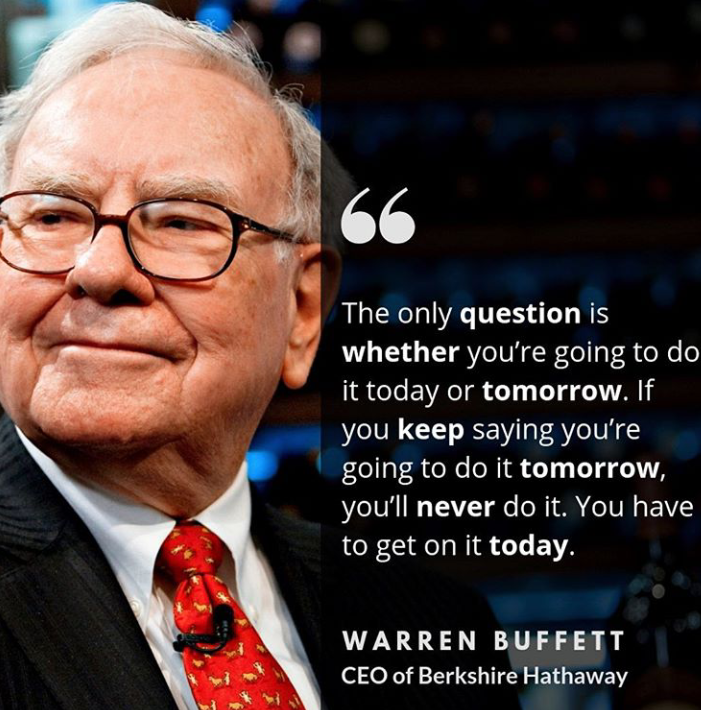 “
The only question is
whether you’re going to do
it today or tomorrow. If
you keep saying you’re
going to do it tomorrow,
you’ll never do it. You have
to get on it today.
WARREN BUFFETT
CEO of Berkshire Hathaway